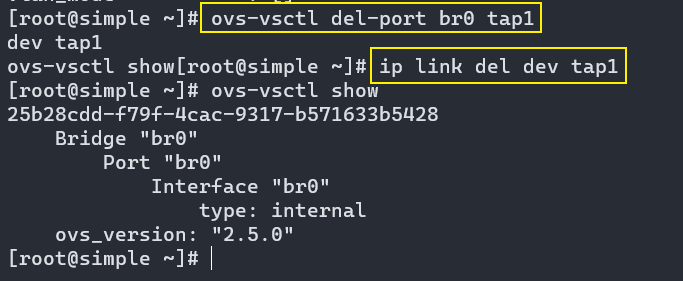 [root@simple ~]# ovs-vsctl del-port br0 tap1
dev tap1
ovs-vsctl show[root@simple ~]# ip link del dev tap1
[root@simple ~]# ovs-vsctl show
25b28cdd-f79f-4cac-9317-b571633b5428
    Bridge "br0"
        Port "br0"
            Interface "br0"
                type: internal
    ovs_version: "2.5.0"
[root@simple ~]#